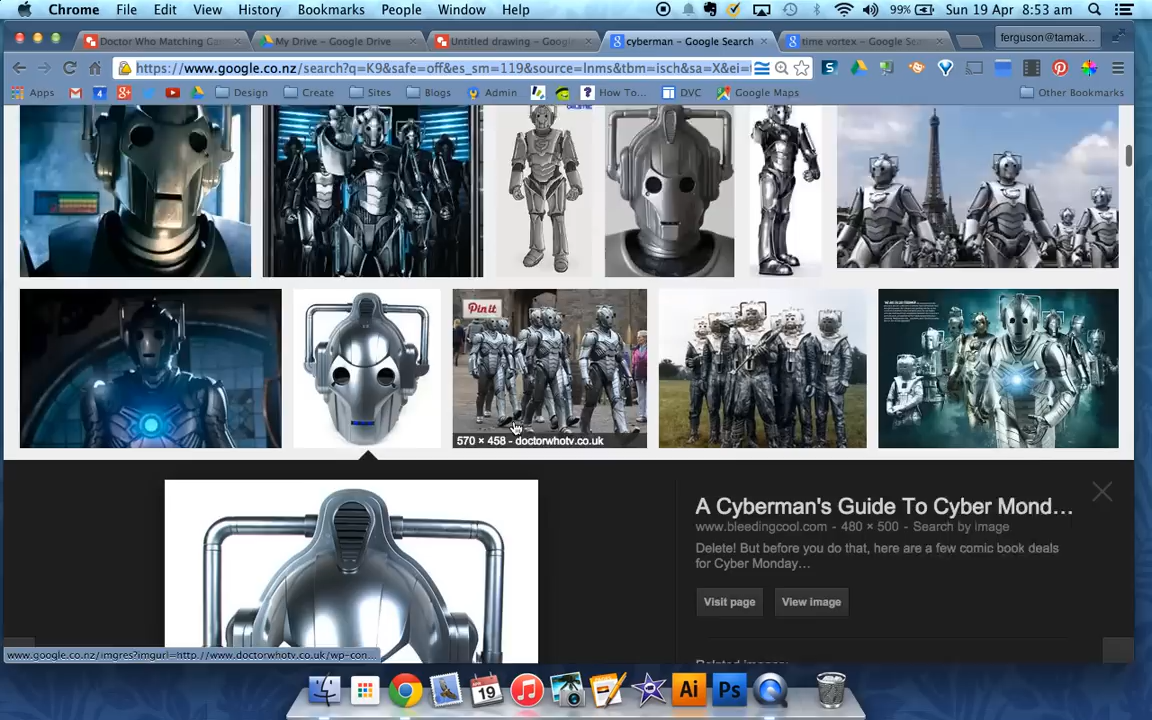 Chrome File Edit View History Bookmarks People Window Help 99% Sun 19 Apr 8:53 am
Doctor Who Matching Ca My Drive – Google Drive Untitled drawing – Googl cyberman – Google Search time vortex – Google Se ferguson@tamak...
https://www.google.co.nz/search?q=K9&safe=off&es_sm=119&source=lnms&tbm=isch&sa=X&ei=
Apps Design Create Sites Blogs Admin How To... DVC Google Maps Other Bookmarks
Pin it
570 × 458 - doctorwhotv.co.uk
A Cyberman's Guide To Cyber Mond...
www.bleedingcool.com - 480 × 500 - Search by image
Delete! But before you do that, here are a few comic book deals
for Cyber Monday…
Visit page View image
Related images:
www.google.co.nz/imgres?imgurl=http://www.doctorwhotv.co.uk/wp-con...
APR
19
Ai Ps